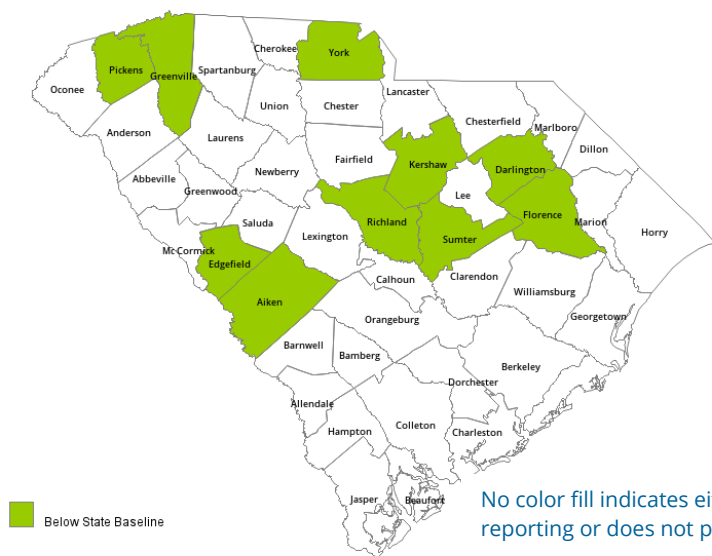 Cherokee
York
Pickens
Greenville
Spartanburg
Oconee
Lancaster
Union
Chester
Chesterfield
Marlboro
Anderson
Laurens
Dillon
Fairfield
Kershaw
Darlington
Abbeville
Newberry
Greenwood
Lee
Richland
Florence
Marion
Saluda
Horry
Lexington
Sumter
Mc Cormick
Edgefield
Calhoun
Clarendon
Williamsburg
Aiken
Orangeburg
Georgetown
Barnwell
Bamberg
Berkeley
Dorchester
Allendale
Colleton
Hampton
Charleston
Jasper
Beaufort
Below State Baseline
No color fill indicates ei
reporting or does not p